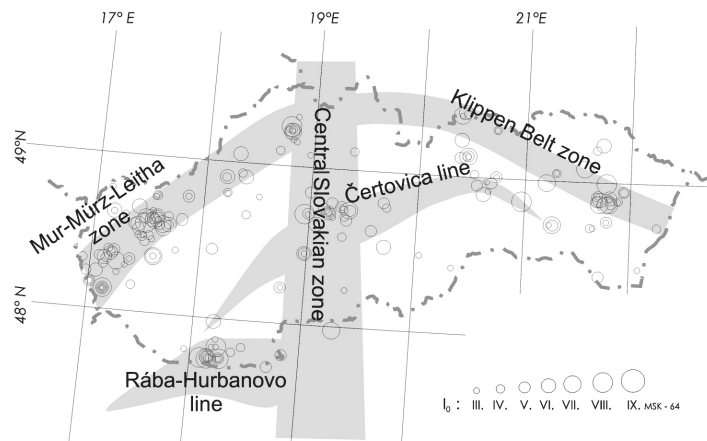 17° E
19°E
21°E
49°N
48° N
Mur-Mürz-Leitha
zone
Central Slovakian zone
Klippen Belt zone
Čertovica line
Rába-Hurbanovo
line
I₀ :
III. IV. V. VI. VII. VIII. IX. MSK - 64